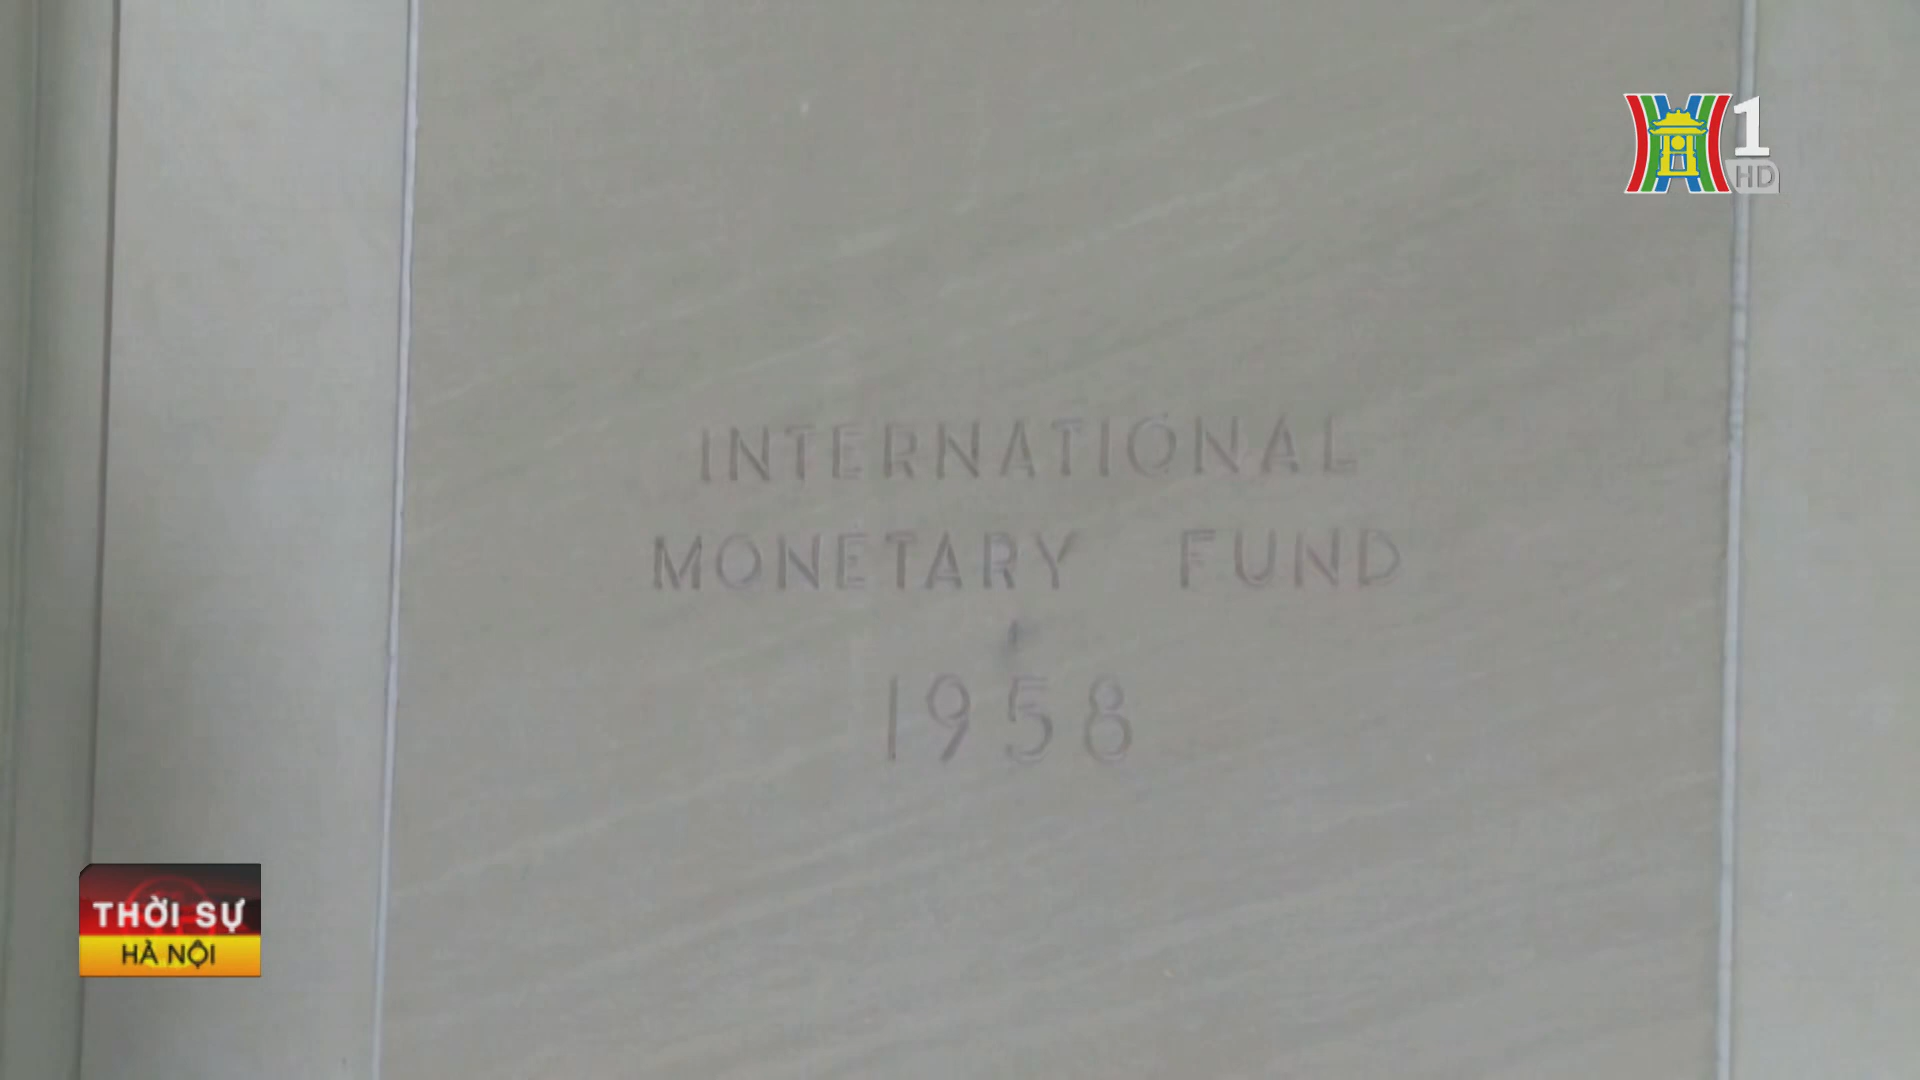 1
HD
INTERNATIONAL
MONETARY FUND
1958
THỜI SỰ
HÀ NỘI